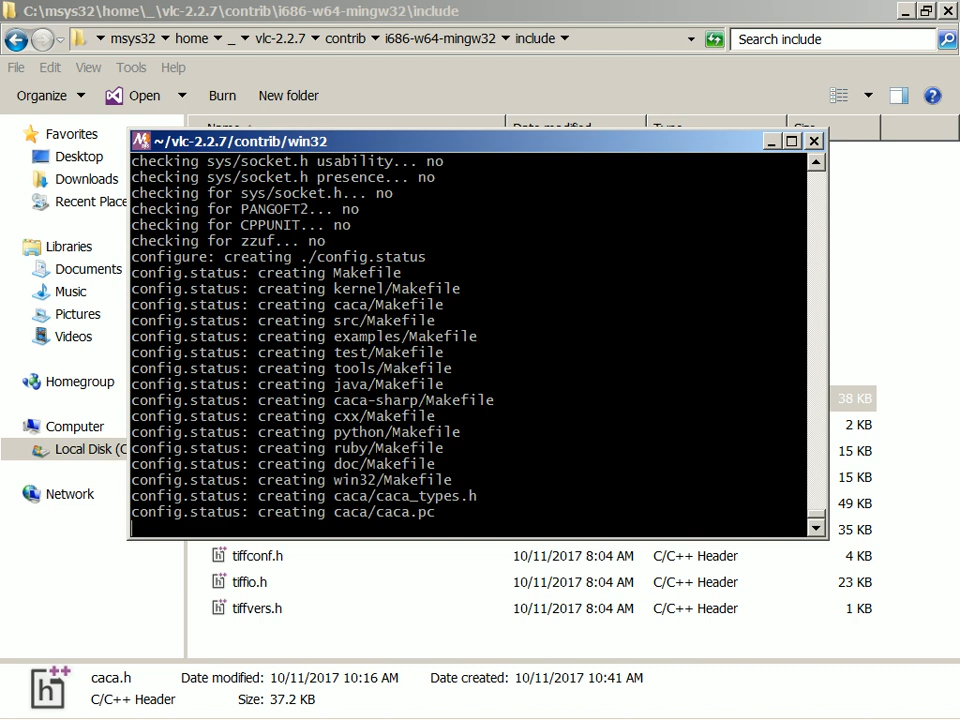 C:\msys32\home\_\vlc-2.2.7\contrib\i686-w64-mingw32\include
msys32 home _ vlc-2.2.7 contrib i686-w64-mingw32 include
Search include
File Edit View Tools Help
Organize Open Burn New folder
Name Date modified Type Size
Favorites
Desktop
Downloads
Recent Place
Libraries
Documents
Music
Pictures
Videos
Homegroup
Computer
Local Disk (C
Network
~/vlc-2.2.7/contrib/win32
checking sys/socket.h usability... no
checking sys/socket.h presence... no
checking for sys/socket.h... no
checking for PANGOFT2... no
checking for CPPUNIT... no
checking for zzuf... no
configure: creating ./config.status
config.status: creating Makefile
config.status: creating kernel/Makefile
config.status: creating caca/Makefile
config.status: creating src/Makefile
config.status: creating examples/Makefile
config.status: creating test/Makefile
config.status: creating tools/Makefile
config.status: creating java/Makefile
config.status: creating caca-sharp/Makefile
config.status: creating cxx/Makefile
config.status: creating python/Makefile
config.status: creating ruby/Makefile
config.status: creating doc/Makefile
config.status: creating win32/Makefile
config.status: creating caca/caca_types.h
config.status: creating caca/caca.pc
38 KB
2 KB
15 KB
15 KB
49 KB
35 KB
tiffconf.h 10/11/2017 8:04 AM C/C++ Header 4 KB
tiffio.h 10/11/2017 8:04 AM C/C++ Header 23 KB
tiffvers.h 10/11/2017 8:04 AM C/C++ Header 1 KB
caca.h Date modified: 10/11/2017 10:16 AM Date created: 10/11/2017 10:41 AM
C/C++ Header Size: 37.2 KB